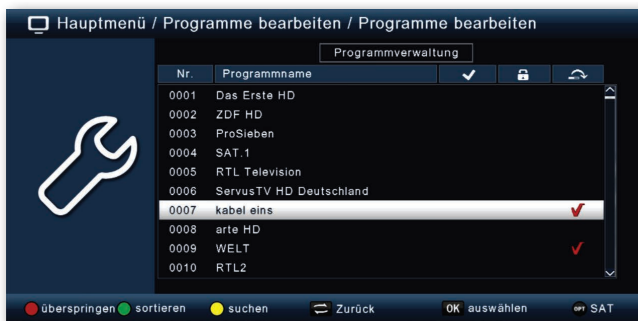 Hauptmenü / Programme bearbeiten / Programme bearbeiten
Programmverwaltung
Nr. Programmname
0001 Das Erste HD
0002 ZDF HD
0003 ProSieben
0004 SAT.1
0005 RTL Television
0006 ServusTV HD Deutschland
0007 kabel eins
0008 arte HD
0009 WELT
0010 RTL2
überspringen sortieren suchen Zurück OK auswählen OPT SAT